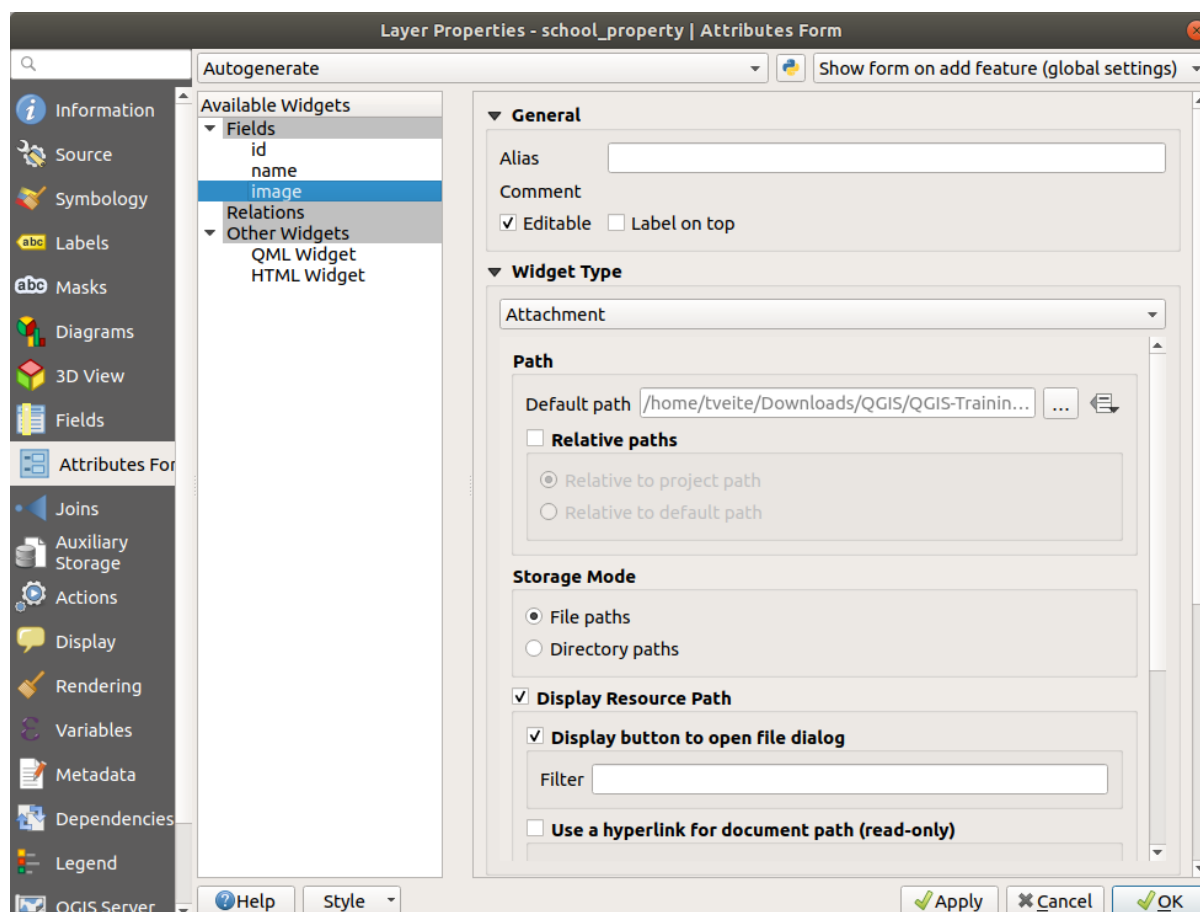 Layer Properties - school_property | Attributes Form
Autogenerate
Show form on add feature (global settings)
Information
Source
Symbology
abc Labels
abc Masks
Diagrams
3D View
Fields
Attributes For
Joins
Auxiliary
Storage
Actions
Display
Rendering
Variables
Metadata
Dependencies
Legend
QGIS Server
Available Widgets
Fields
id
name
image
Relations
Other Widgets
QML Widget
HTML Widget
General
Alias
Comment
Editable Label on top
Widget Type
Attachment
Path
Default path /home/tveite/Downloads/QGIS/QGIS-Trainin... ...
Relative paths
Relative to project path
Relative to default path
Storage Mode
File paths
Directory paths
Display Resource Path
Display button to open file dialog
Filter
Use a hyperlink for document path (read-only)
Help Style Apply Cancel OK